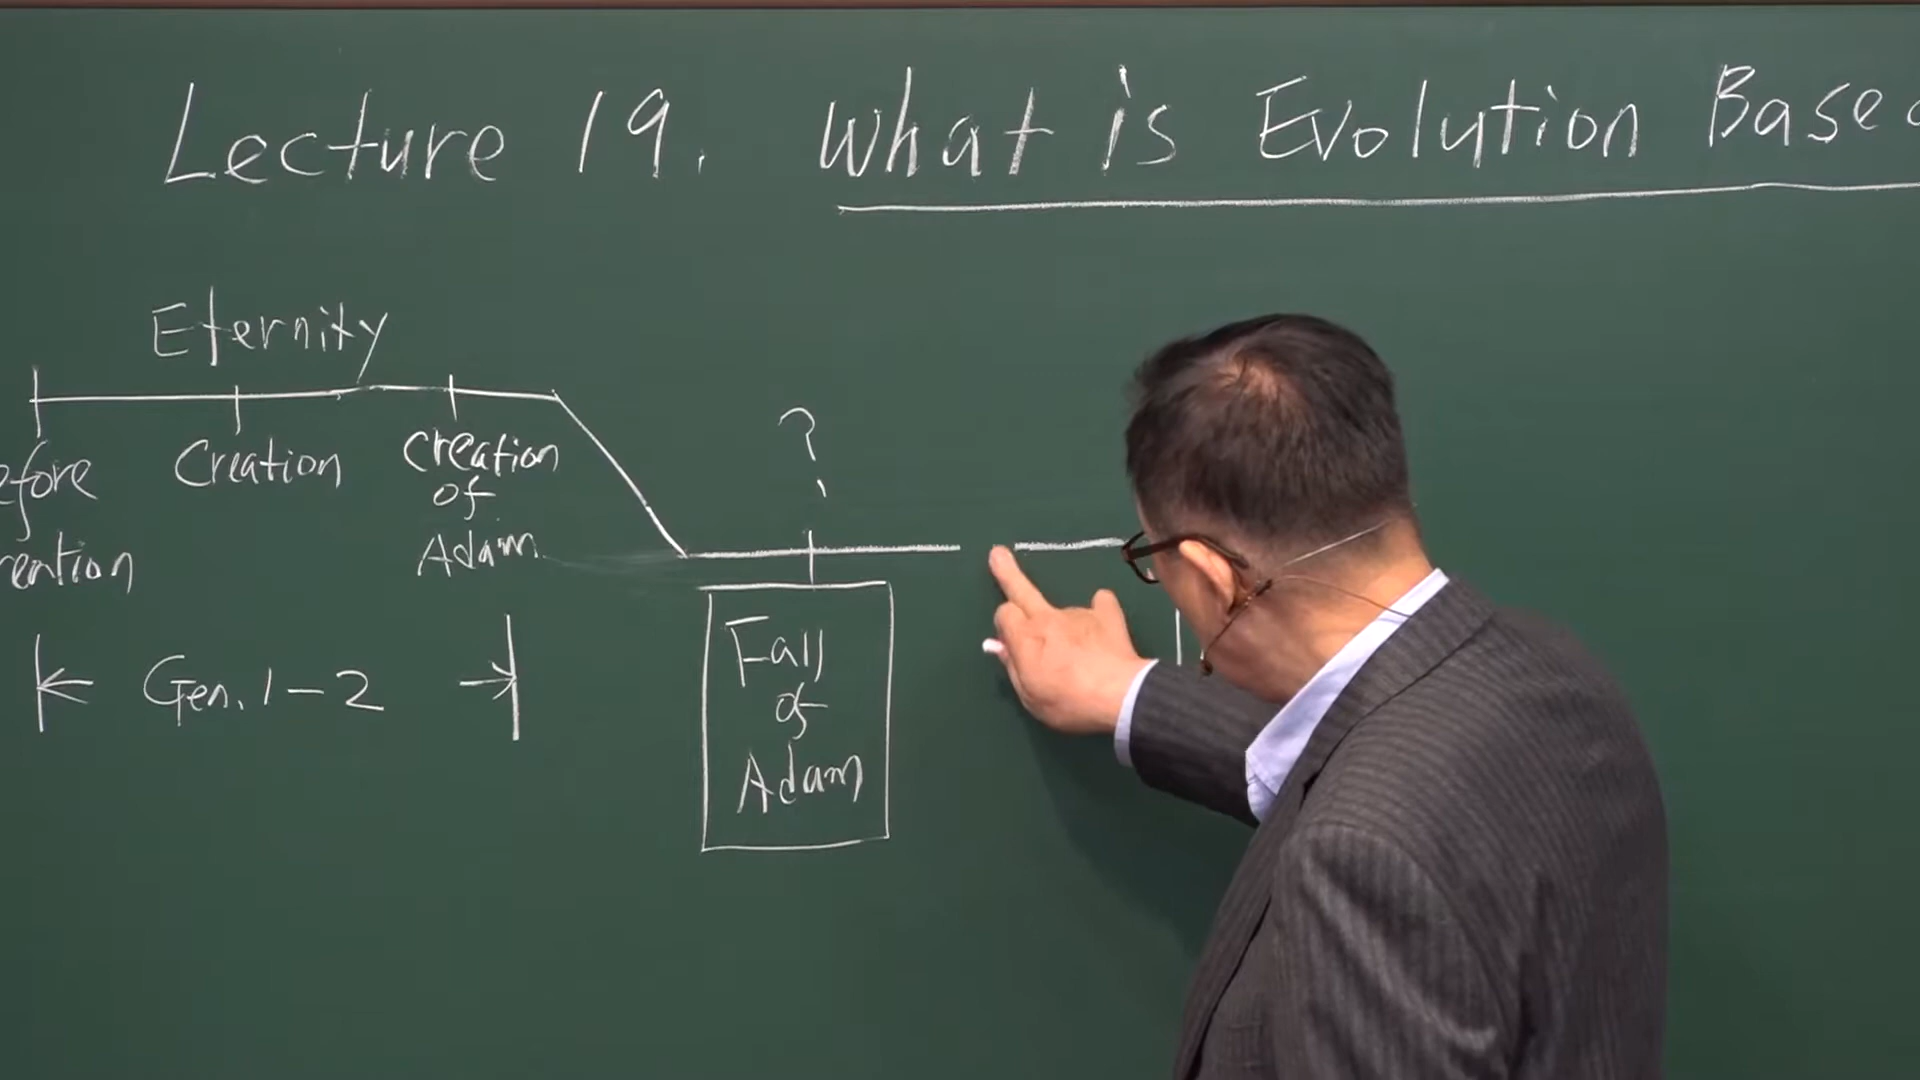 Lecture 19. What is Evolution Base
Eternity
efore
Creation
creation
of
Adam
reation
?
Gen. 1-2
Fall
of
Adam